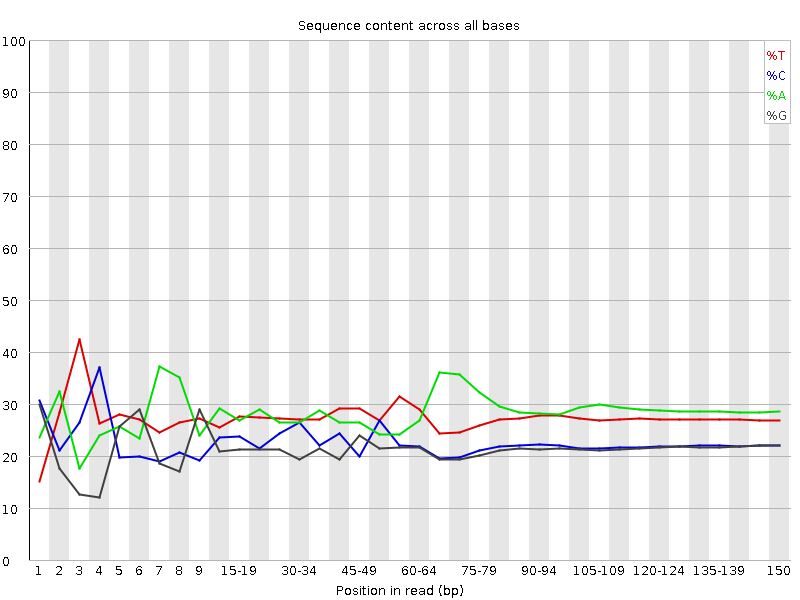 Sequence content across all bases
100
90
80
70
60
50
40
30
20
10
0
%T
%C
%A
%G
1 2 3 4 5 6 7 8 9 15-19 30-34 45-49 60-64 75-79 90-94 105-109 120-124 135-139 150
Position in read (bp)